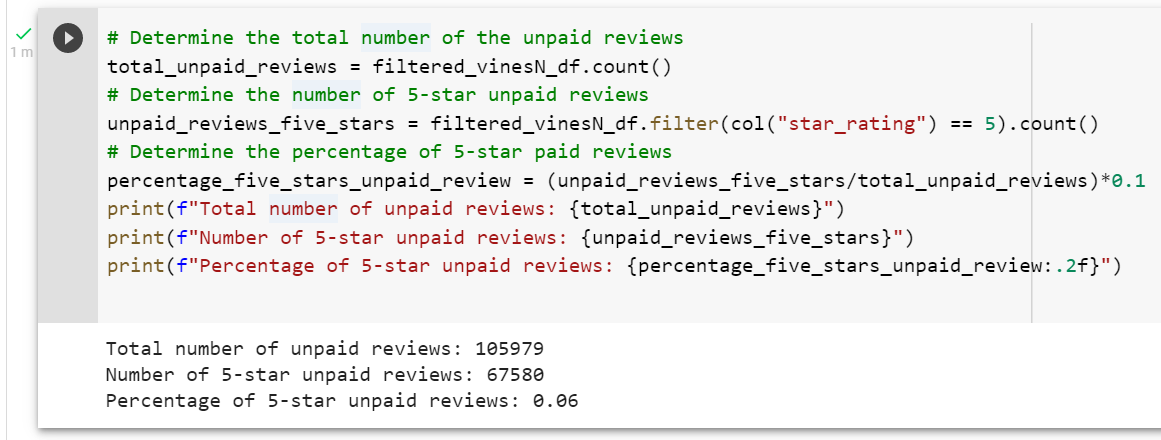 # Determine the total number of the unpaid reviews
1 m
total_unpaid_reviews = filtered_vinesN_df.count()
# Determine the number of 5-star unpaid reviews
unpaid_reviews_five_stars = filtered_vinesN_df.filter(col("star_rating") == 5).count()
# Determine the percentage of 5-star paid reviews
percentage_five_stars_unpaid_review = (unpaid_reviews_five_stars/total_unpaid_reviews)*0.1
print(f"Total number of unpaid reviews: {total_unpaid_reviews}")
print(f"Number of 5-star unpaid reviews: {unpaid_reviews_five_stars}")
print(f"Percentage of 5-star unpaid reviews: {percentage_five_stars_unpaid_review:.2f}")
Total number of unpaid reviews: 105979
Number of 5-star unpaid reviews: 67580
Percentage of 5-star unpaid reviews: 0.06